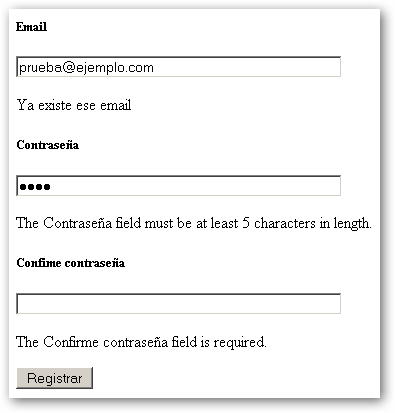 Email
prueba@ejemplo.com
Ya existe ese email
Contraseña
●●●●
The Contraseña field must be at least 5 characters in length.
Confime contraseña
The Confirme contraseña field is required.
Registrar